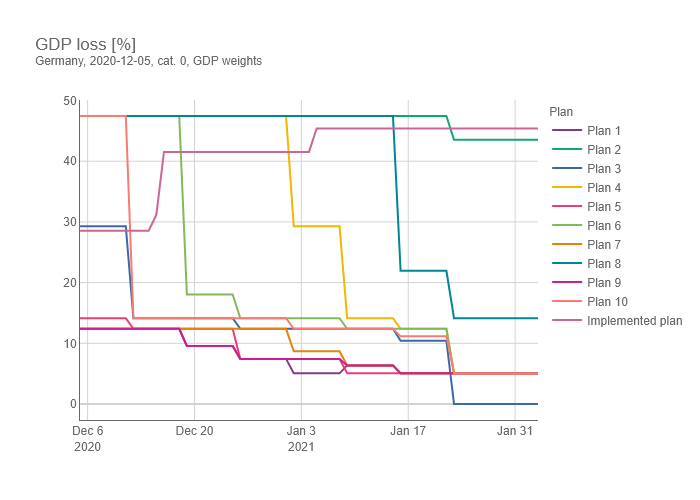 GDP loss [%]
Germany, 2020-12-05, cat. 0, GDP weights
50
40
30
20
10
0
Dec 6
2020
Dec 20
Jan 3
2021
Jan 17
Jan 31
Plan
Plan 1
Plan 2
Plan 3
Plan 4
Plan 5
Plan 6
Plan 7
Plan 8
Plan 9
Plan 10
Implemented plan